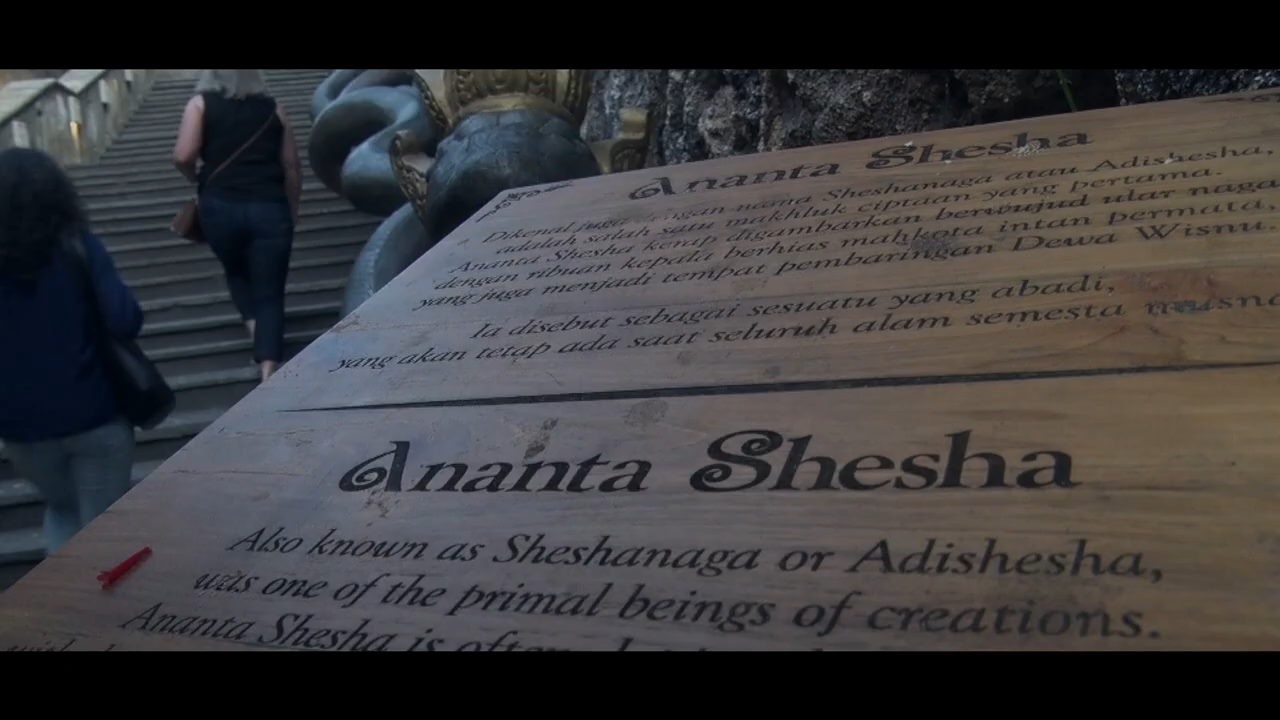 Ananta Shesha
Dikenal juga dengan nama Sheshanaga atau Adishesha,
adalah salah satu makhluk ciptaan yang pertama.
Ananta Shesha kerap digambarkan berwujud ular naga
dengan ribuan kepala berhias mahkota intan permata,
yang juga menjadi tempat pembaringan Dewa Wisnu.
Ia disebut sebagai sesuatu yang abadi,
yang akan tetap ada saat seluruh alam semesta
Ananta Shesha
Also known as Sheshanaga or Adishesha,
was one of the primal beings of creations.
Ananta Shesha is often